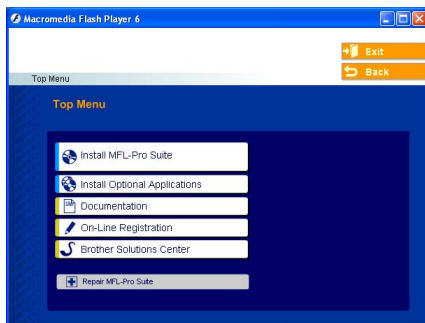 Macromedia Flash Player 6
Exit
Back
Top Menu
Top Menu
Install MFL-Pro Suite
Install Optional Applications
Documentation
On-Line Registration
Brother Solutions Center
Repair MFL-Pro Suite